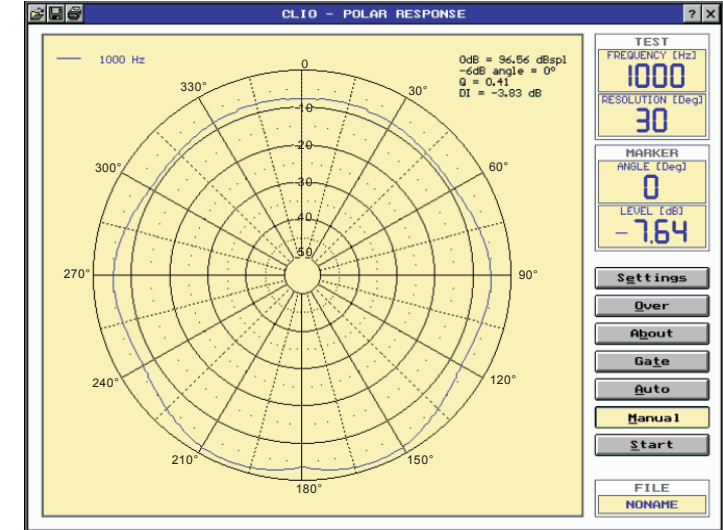 CLIO - POLAR RESPONSE
? X
1000 Hz
0dB = 96.56 dBspl
-6dB angle = 0°
Q = 0.41
DI = -3.83 dB
0
30°
60°
90°
120°
150°
180°
210°
240°
270°
300°
330°
-10
-20
-30
-40
-50
TEST
FREQUENCY [Hz]
1000
RESOLUTION [Deg]
30
MARKER
ANGLE [Deg]
0
LEVEL [dB]
-7.64
Settings
Over
About
Gate
Auto
Manual
Start
FILE
NONAME